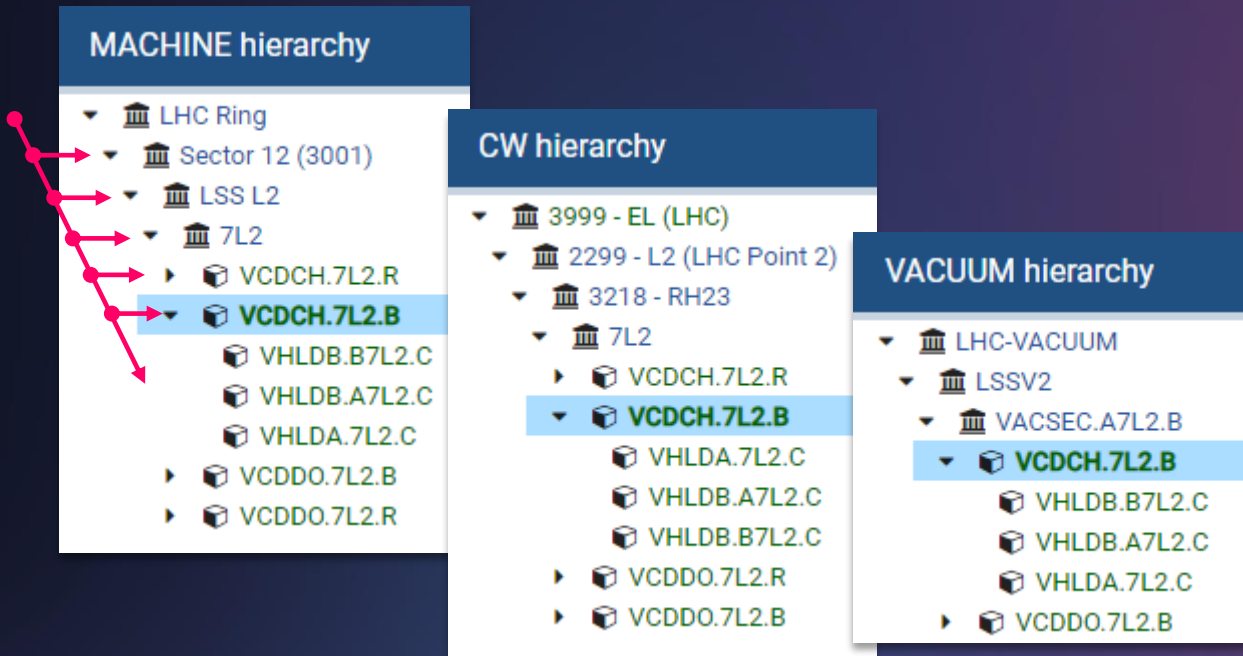 MACHINE hierarchy
LHC Ring
Sector 12 (3001)
LSS L2
7L2
VCDCH.7L2.R
VCDCH.7L2.B
VHLDB.B7L2.C
VHLDB.A7L2.C
VHLDA.7L2.C
VCDDO.7L2.B
VCDDO.7L2.R
CW hierarchy
3999 - EL (LHC)
2299 - L2 (LHC Point 2)
3218 - RH23
7L2
VCDCH.7L2.R
VCDCH.7L2.B
VHLDA.7L2.C
VHLDB.A7L2.C
VHLDB.B7L2.C
VCDDO.7L2.R
VCDDO.7L2.B
VACUUM hierarchy
LHC-VACUUM
LSSV2
VACSEC.A7L2.B
VCDCH.7L2.B
VHLDB.B7L2.C
VHLDB.A7L2.C
VHLDA.7L2.C
VCDDO.7L2.B